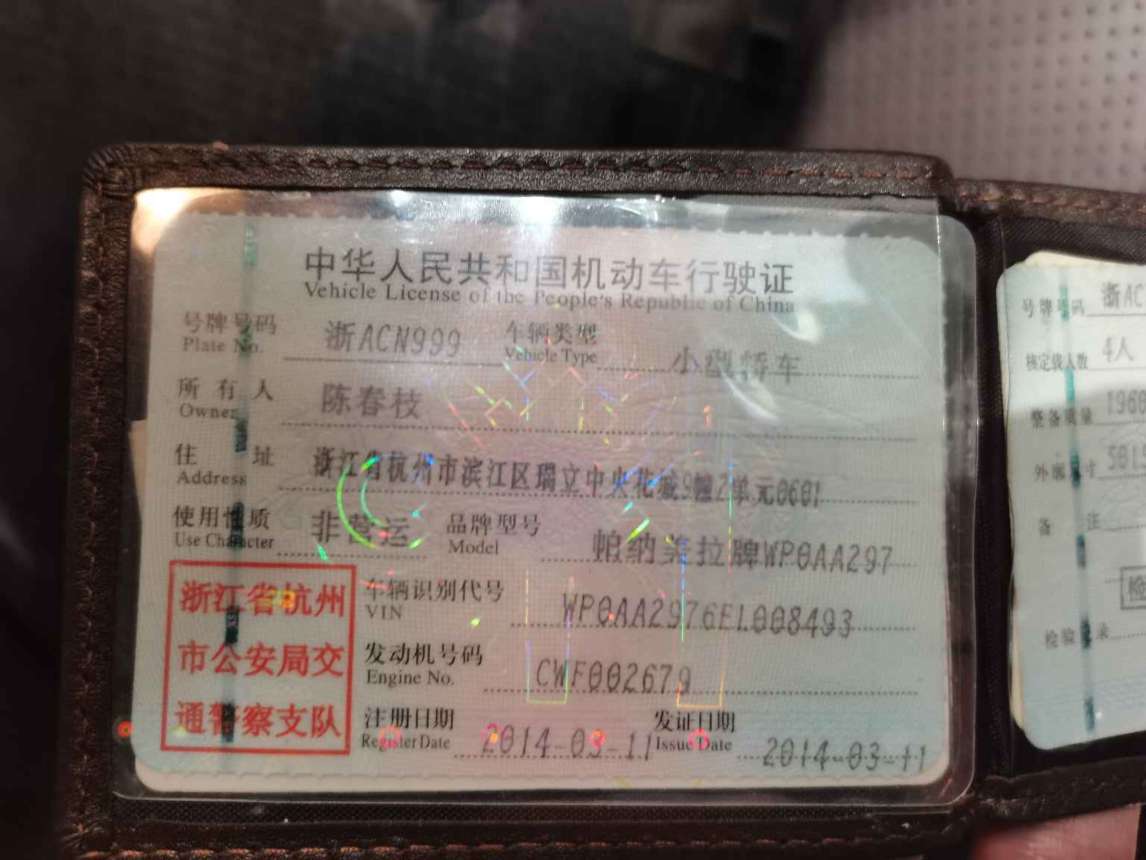 中华人民共和国机动车行驶证
Vehicle License of the People's Republic of China
号牌号码 浙ACN999 车辆类型 小型轿车
Plate No. Vehicle Type
所有人 陈春枝
Owner
住址 浙江省杭州市滨江区瑞立中央花城9幢2单元0601
Address
使用性质 非营运 品牌型号 帕纳美拉牌WP0AA297
Use Character Model
浙江省杭州
市公安局交
通警察支队
车辆识别代号 WP0AA2976EL008493
VIN
发动机号码 CWF002679
Engine No.
注册日期 2014-03-11 发证日期 2014-03-11
Register Date Issue Date
号牌号码 浙AC
核定载人数 4人
整备质量 196
外廓尺寸 501
备注
检验记录